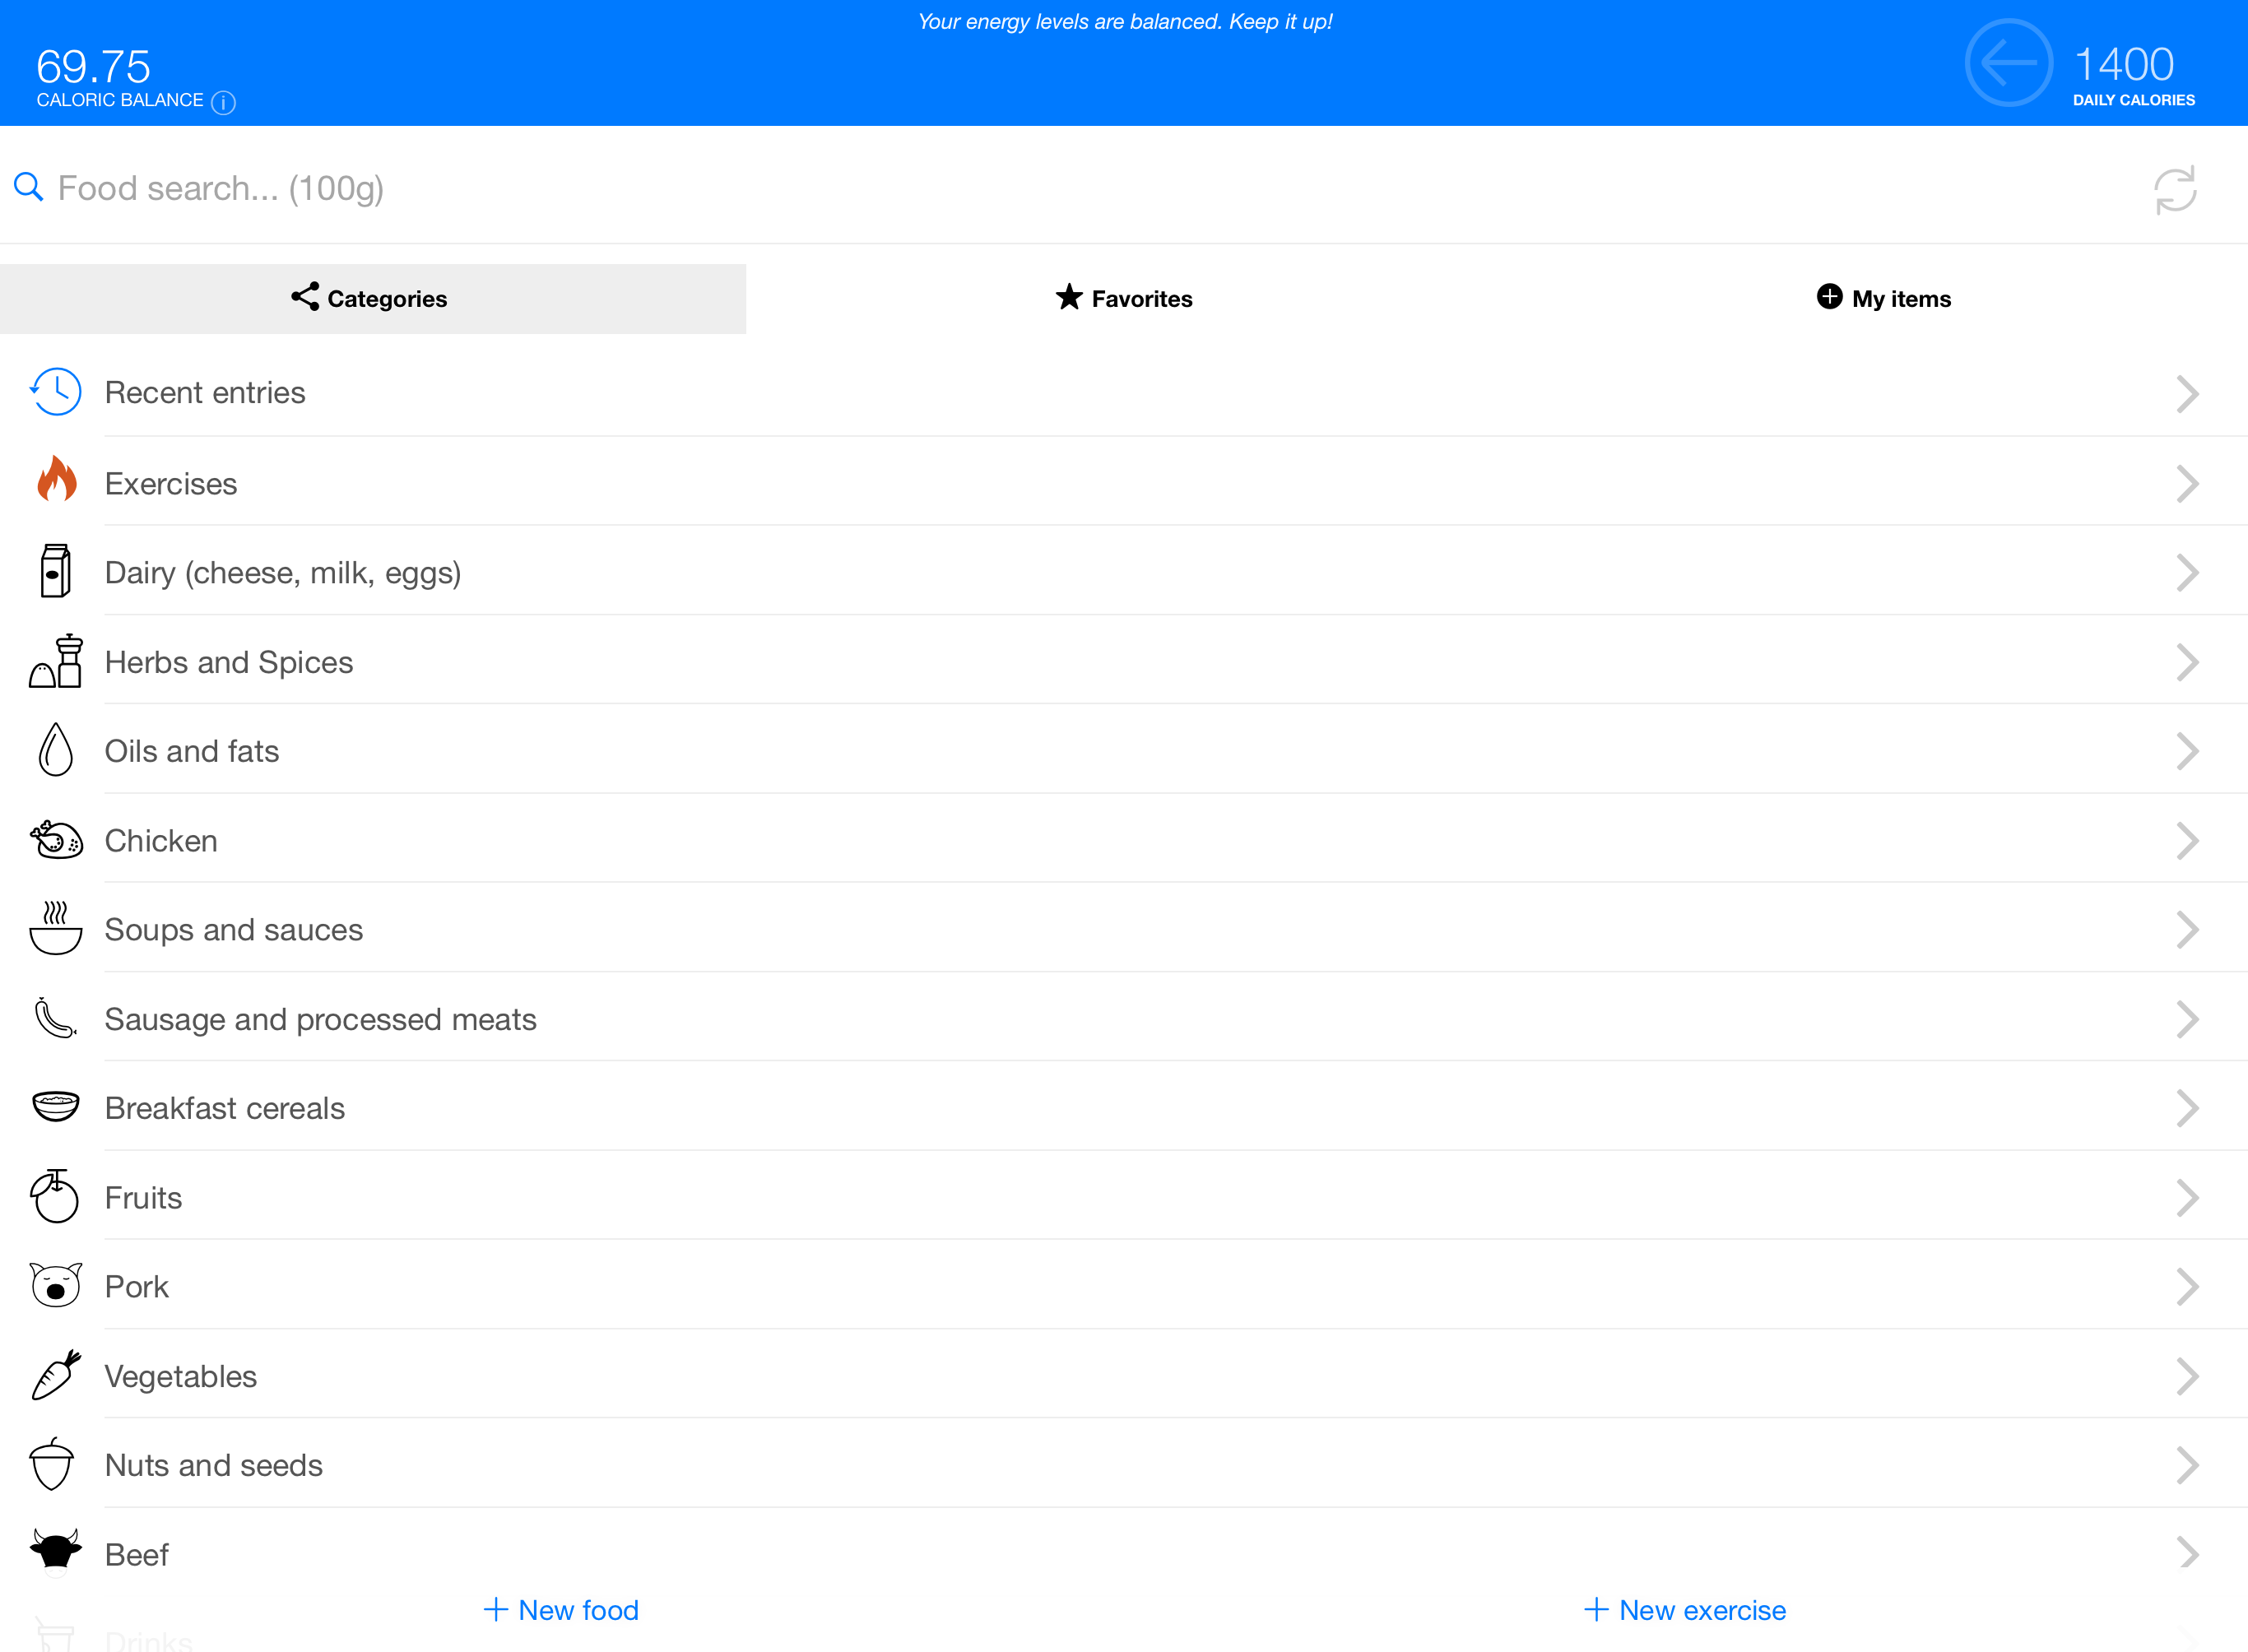 Your energy levels are balanced. Keep it up!
69.75
CALORIC BALANCE
1400
DAILY CALORIES
Food search... (100g)
Categories
Favorites
My items
Recent entries
Exercises
Dairy (cheese, milk, eggs)
Herbs and Spices
Oils and fats
Chicken
Soups and sauces
Sausage and processed meats
Breakfast cereals
Fruits
Pork
Vegetables
Nuts and seeds
Beef
New food
New exercise
Drinks